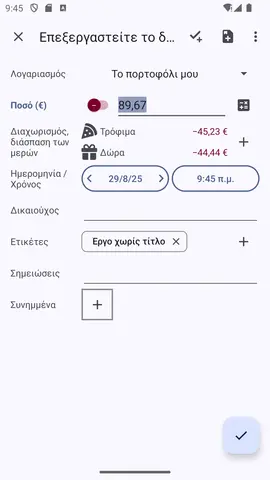 9:45
Επεξεργαστείτε το δ...
Λογαριασμός
Το πορτοφόλι μου
Ποσό (€)
89,67
Διαχωρισμός, διάσπαση των μερών
Τρόφιμα
−45,23 €
Δώρα
−44,44 €
Ημερομηνία / Χρόνος
29/8/25
9:45 π.μ.
Δικαιούχος
Ετικέτες
Έργο χωρίς τίτλο
Σημειώσεις
Συνημμένα